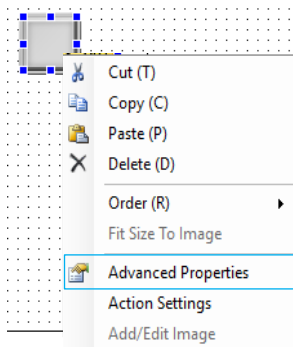 Cut (T)
Copy (C)
Paste (P)
Delete (D)
Order (R)
Fit Size To Image
Advanced Properties
Action Settings
Add/Edit Image